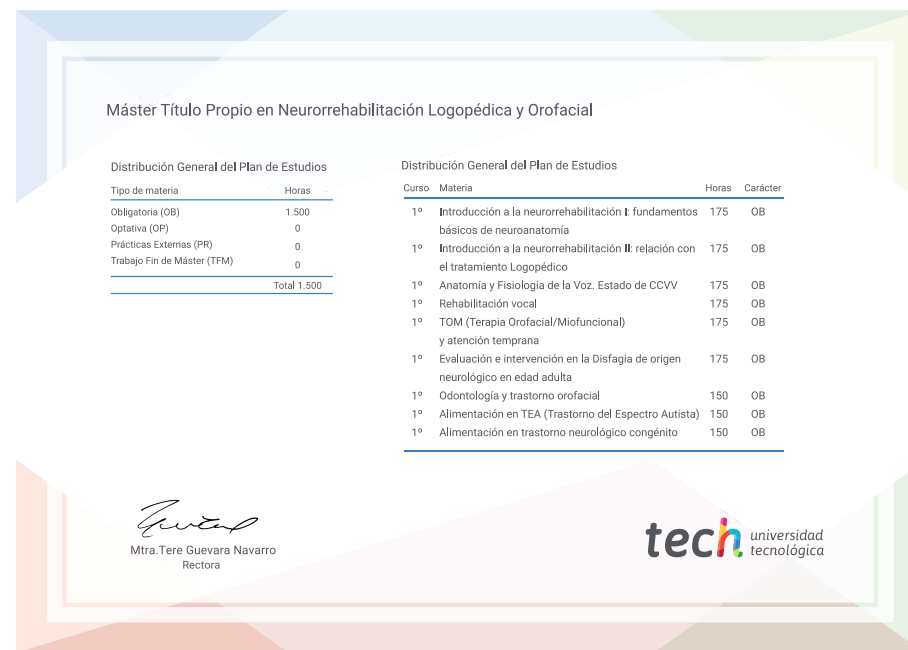 Máster Título Propio en Neurorrehabilitación Logopédica y Orofacial
Distribución General del Plan de Estudios
Tipo de materia Horas
Obligatoria (OB) 1.500
Optativa (OP) 0
Prácticas Externas (PR) 0
Trabajo Fin de Máster (TFM) 0
Total 1.500
Distribución General del Plan de Estudios
Curso Materia Horas Carácter
1º Introducción a la neurorrehabilitación I: fundamentos 175 OB
básicos de neuroanatomía
1º Introducción a la neurorrehabilitación II: relación con 175 OB
el tratamiento Logopédico
1º Anatomía y Fisiología de la Voz. Estado de CCVV 175 OB
1º Rehabilitación vocal 175 OB
1º TOM (Terapia Orofacial/Miofuncional) 175 OB
y atención temprana
1º Evaluación e intervención en la Disfagia de origen 175 OB
neurológico en edad adulta
1º Odontología y trastorno orofacial 150 OB
1º Alimentación en TEA (Trastorno del Espectro Autista) 150 OB
1º Alimentación en trastorno neurológico congénito 150 OB
Mtra.Tere Guevara Navarro
Rectora
tech universidad
tecnológica